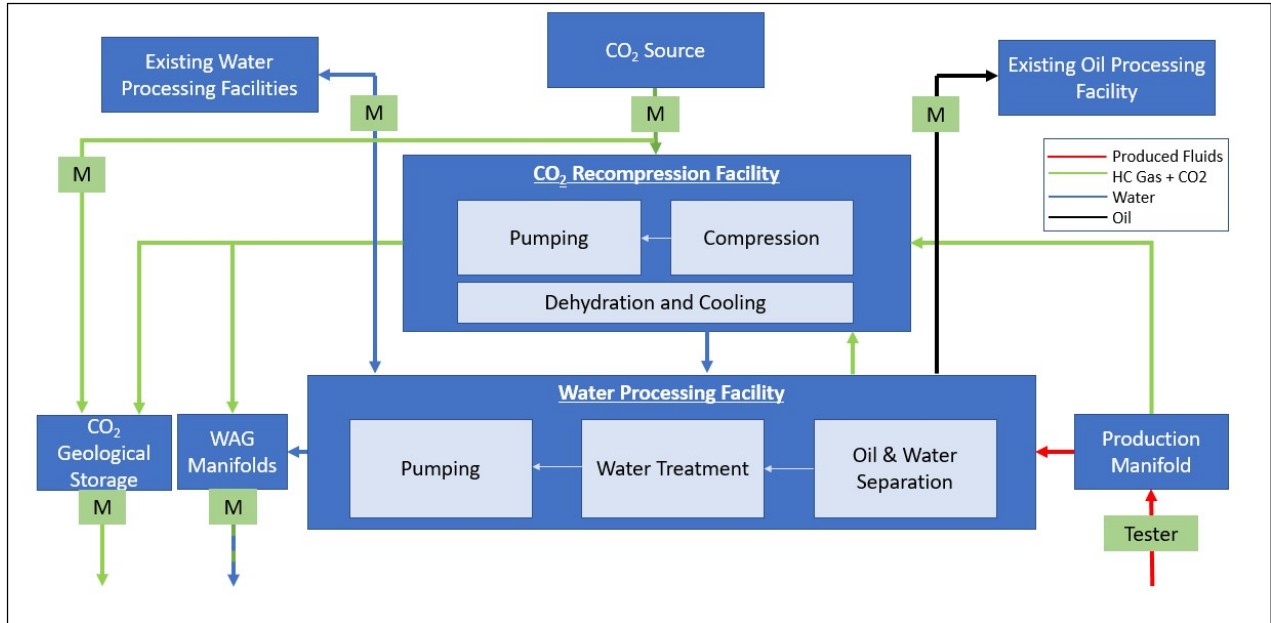 CO₂ Source
Existing Water
Processing Facilities
Existing Oil Processing
Facility
M
M
M
M
Produced Fluids
HC Gas + CO2
Water
Oil
CO₂ Recompression Facility
Pumping
Compression
Dehydration and Cooling
Water Processing Facility
CO₂
Geological
Storage
WAG
Manifolds
Pumping
Water Treatment
Oil & Water
Separation
Production
Manifold
M
M
Tester